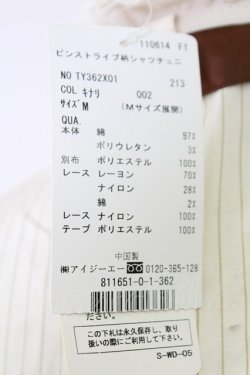 110614 F1
ピンストライプ柄シャツチュニ
NO TY362X01 213
COL キナリ 002
サイズ M (Mサイズ展開)
QUA.
本体 綿 97%
ポリウレタン 3%
別布 ポリエステル 100%
レース レーヨン 70%
ナイロン 28%
綿 2%
レース ナイロン 100%
テープ ポリエステル 100%
中国製
㈱アイジーエー 0120-365-128
811651-0-1-362
ださい。
この下札は永久保存し、取り
扱いの際にご利用して下さい。
S-WD-05